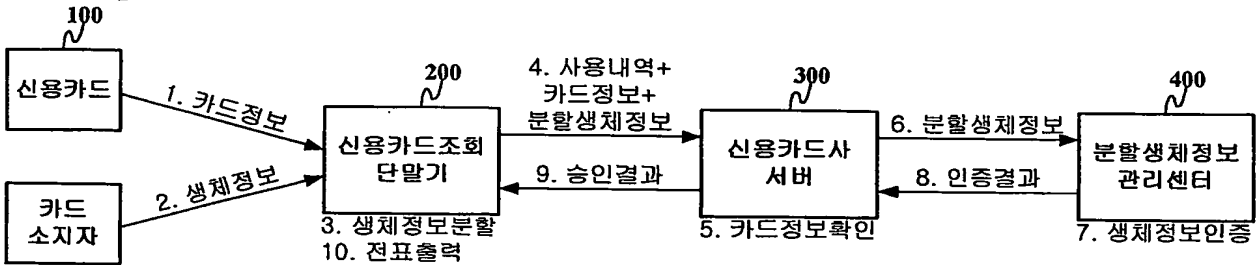 100
신용카드
1. 카드정보
카드
소지자
2. 생체정보
200
신용카드조회
단말기
3. 생체정보분할
10. 전표출력
4. 사용내역+
카드정보+
분할생체정보
9. 승인결과
300
신용카드사
서버
5. 카드정보확인
6. 분할생체정보
8. 인증결과
400
분할생체정보
관리센터
7. 생체정보인증